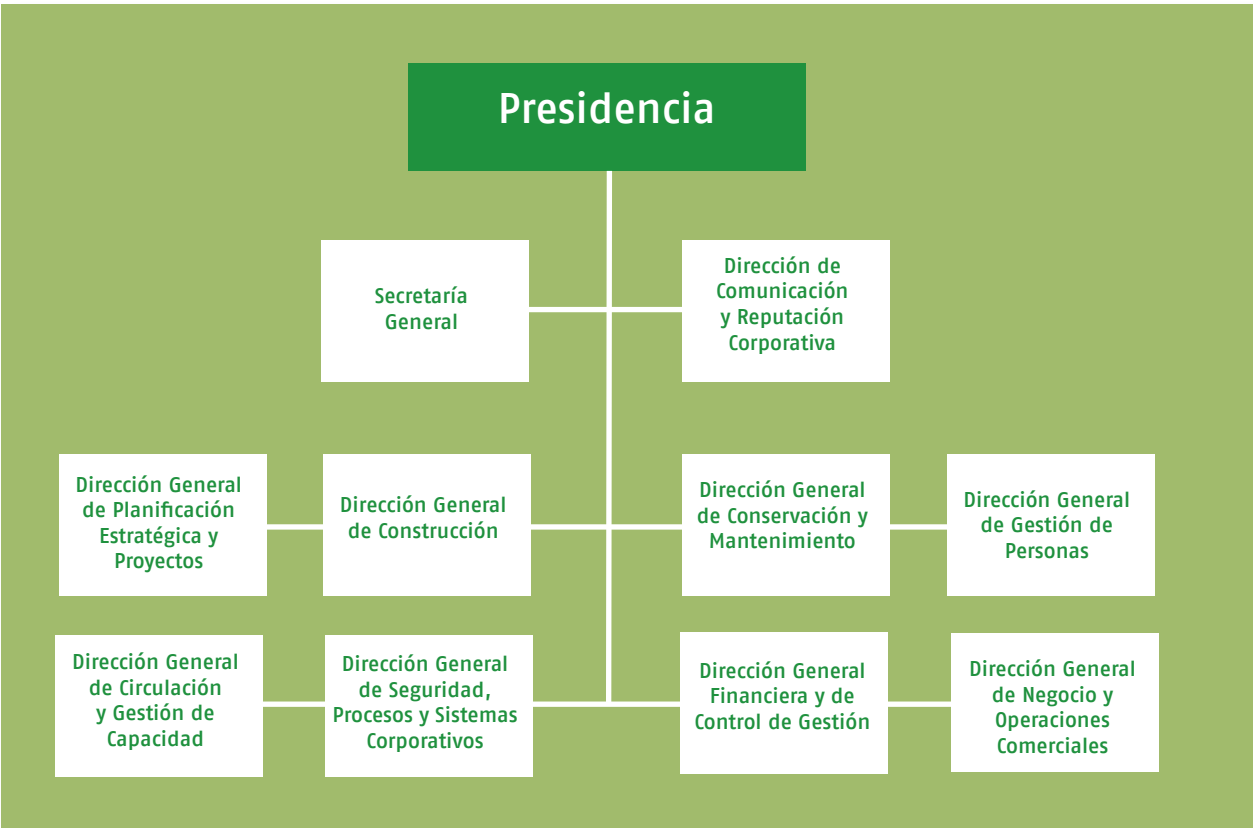 Presidencia
Secretaría
General
Dirección de
Comunicación
y Reputación
Corporativa
Dirección General
de Planificación
Estratégica y
Proyectos
Dirección General
de Construcción
Dirección General
de Conservación y
Mantenimiento
Dirección General
de Gestión de
Personas
Dirección General
de Circulación
y Gestión de
Capacidad
Dirección General
de Seguridad,
Procesos y Sistemas
Corporativos
Dirección General
Financiera y de
Control de Gestión
Dirección General
de Negocio y
Operaciones
Comerciales